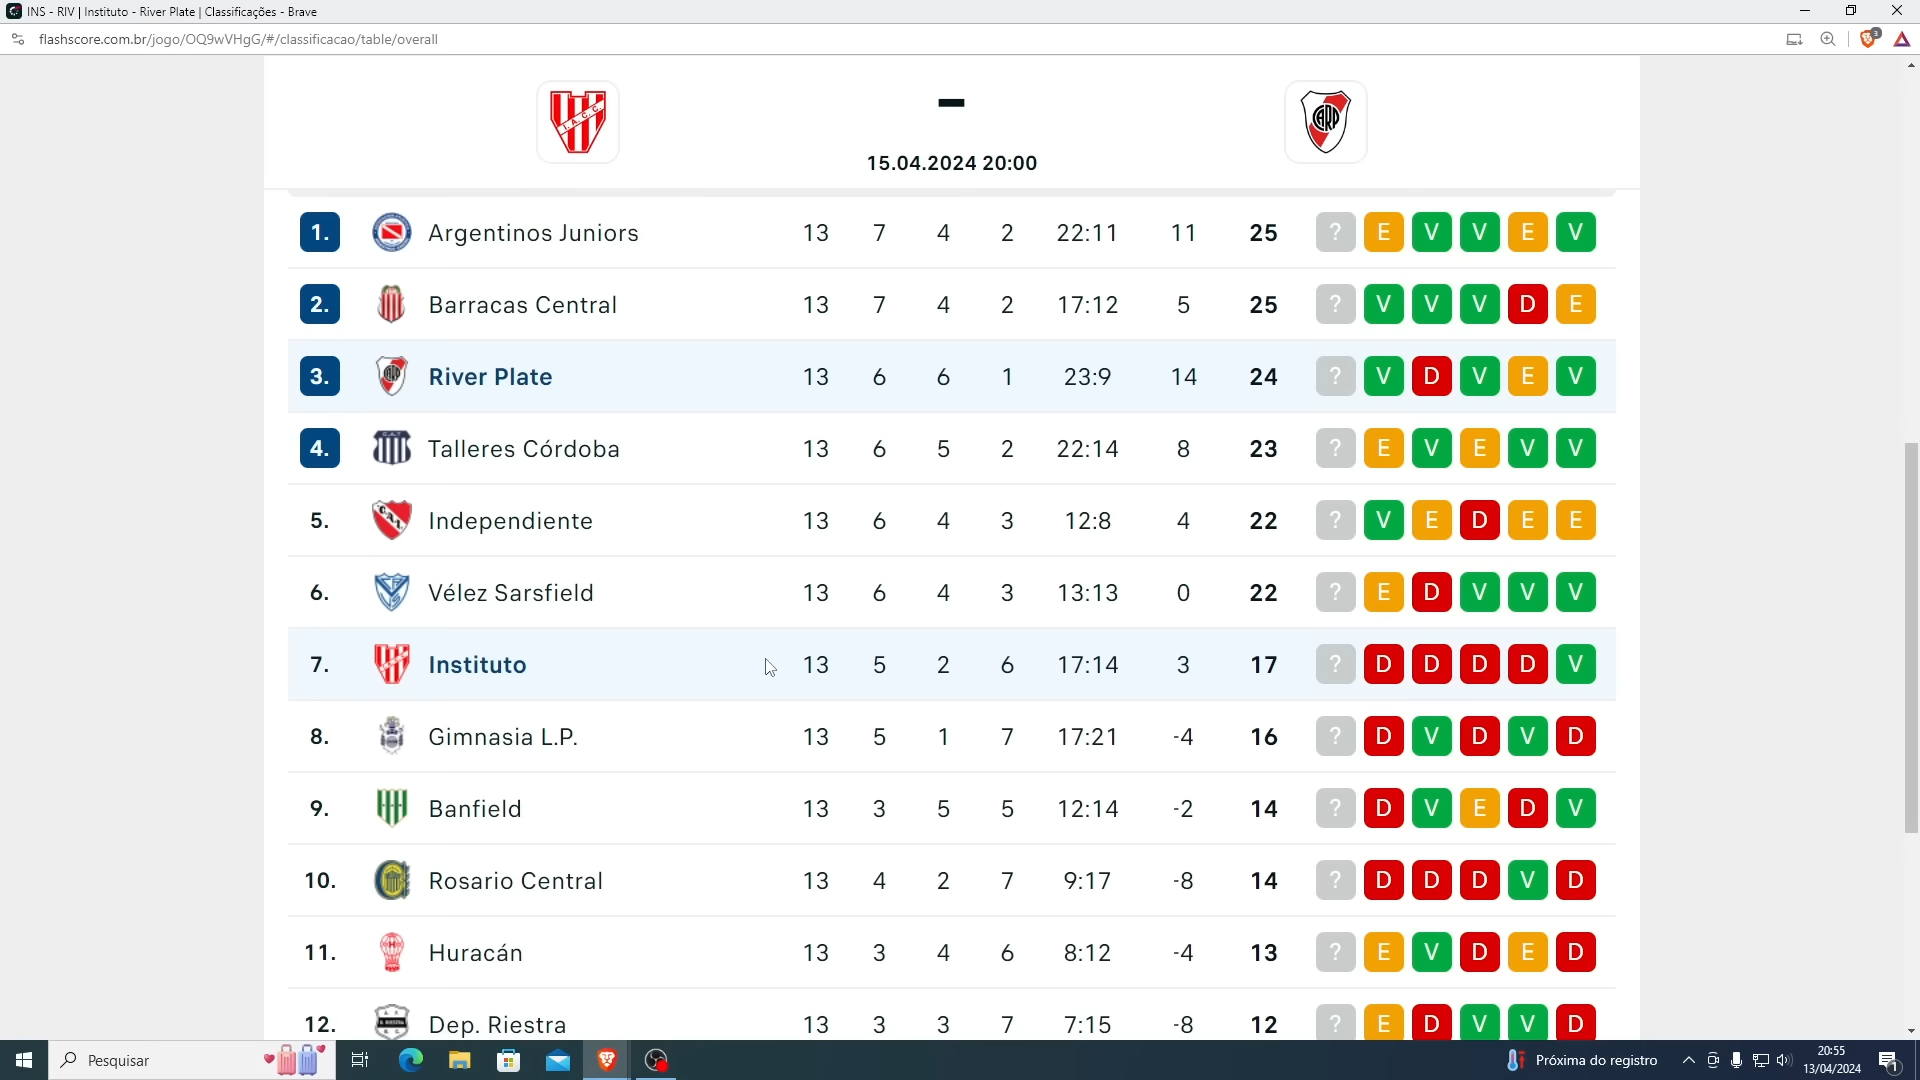 INS - RIV | Instituto - River Plate | Classificações - Brave
flashscore.com.br/jogo/OQ9wVHgG/#/classificacao/table/overall
3
I.A.C.C.
-
CARP
15.04.2024 20:00
1. Argentinos Juniors 13 7 4 2 22:11 11 25 ? E V V E V
2. Barracas Central 13 7 4 2 17:12 5 25 ? V V V D E
3. River Plate 13 6 6 1 23:9 14 24 ? V D V E V
4. Talleres Córdoba 13 6 5 2 22:14 8 23 ? E V E V V
5. Independiente 13 6 4 3 12:8 4 22 ? V E D E E
6. Vélez Sarsfield 13 6 4 3 13:13 0 22 ? E D V V V
7. Instituto 13 5 2 6 17:14 3 17 ? D D D D V
8. Gimnasia L.P. 13 5 1 7 17:21 -4 16 ? D V D V D
9. Banfield 13 3 5 5 12:14 -2 14 ? D V E D V
10. Rosario Central 13 4 2 7 9:17 -8 14 ? D D D V D
11. Huracán 13 3 4 6 8:12 -4 13 ? E V D E D
12. Dep. Riestra 13 3 3 7 7:15 -8 12 ? E D V V D
Pesquisar
Próxima do registro
20:55
13/04/2024
1